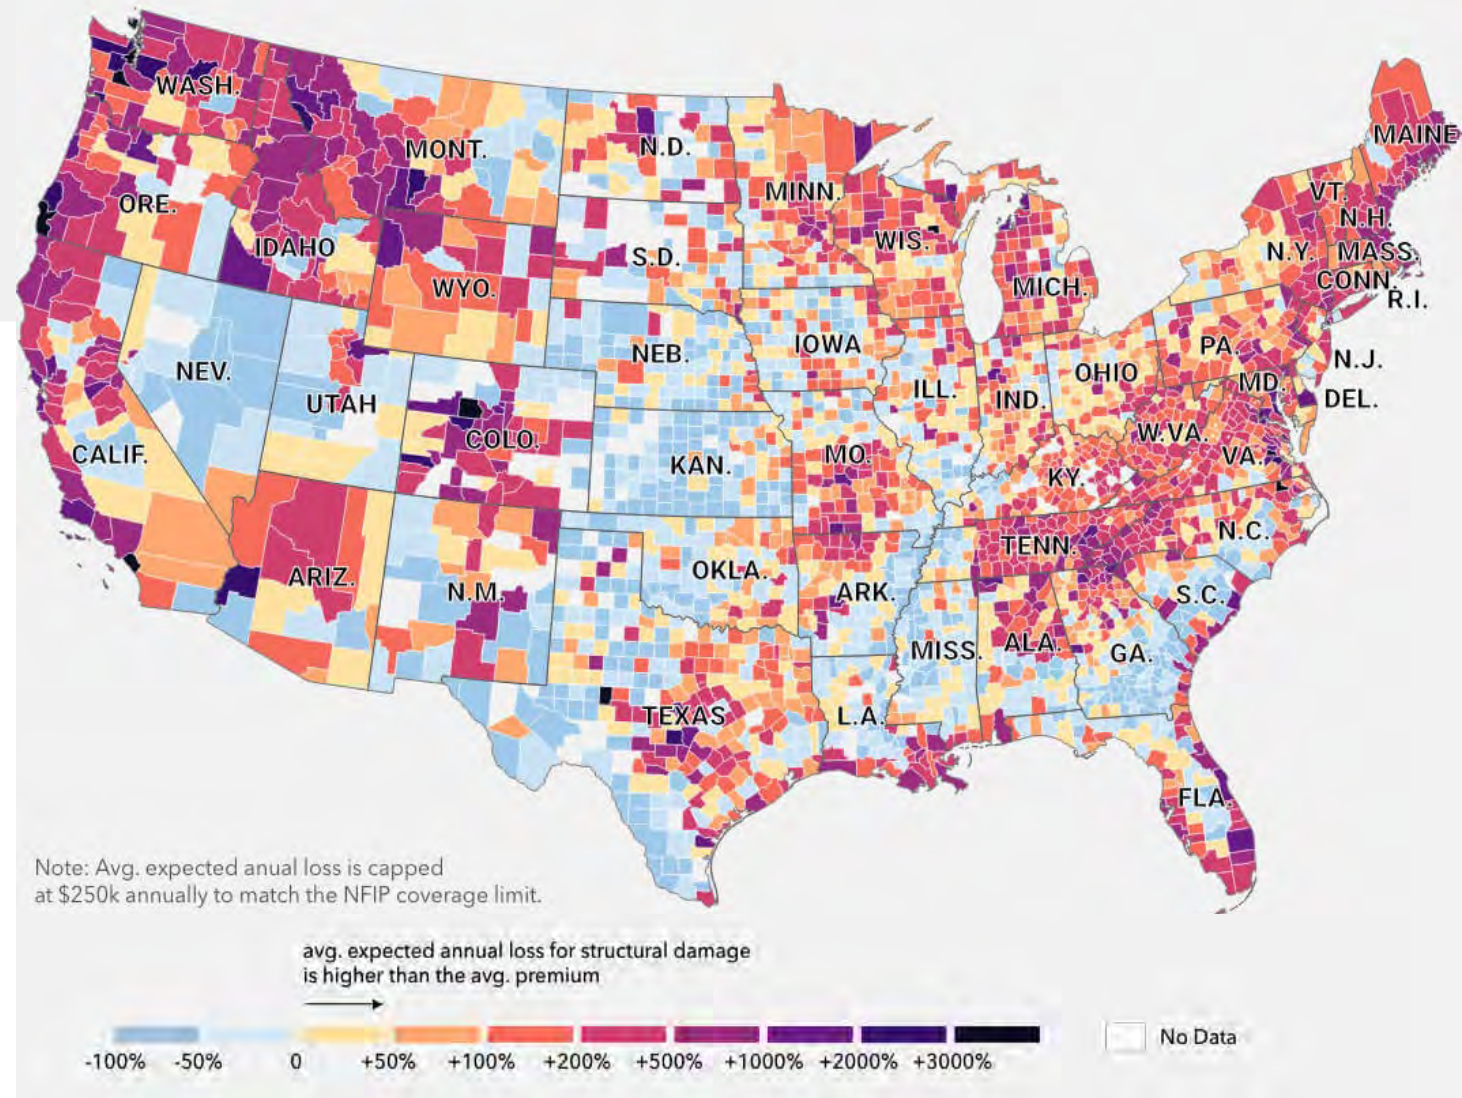 WASH.
MONT.
N.D.
MINN.
MAINE
ORE.
IDAHO
WYO.
S.D.
WIS.
MICH.
VT.
N.H.
N.Y.
MASS.
CONN.
R.I.
NEV.
UTAH
COLO.
NEB.
IOWA
ILL.
IND.
OHIO
PA.
N.J.
MD.
DEL.
CALIF.
KAN.
MO.
KY.
W.VA.
VA.
ARIZ.
N.M.
OKLA.
ARK.
TENN.
N.C.
S.C.
TEXAS
L.A.
MISS.
ALA.
GA.
FLA.
Note: Avg. expected anual loss is capped
at $250k annually to match the NFIP coverage limit.
avg. expected annual loss for structural damage
is higher than the avg. premium
-100% -50% 0 +50% +100% +200% +500% +1000% +2000% +3000%
No Data